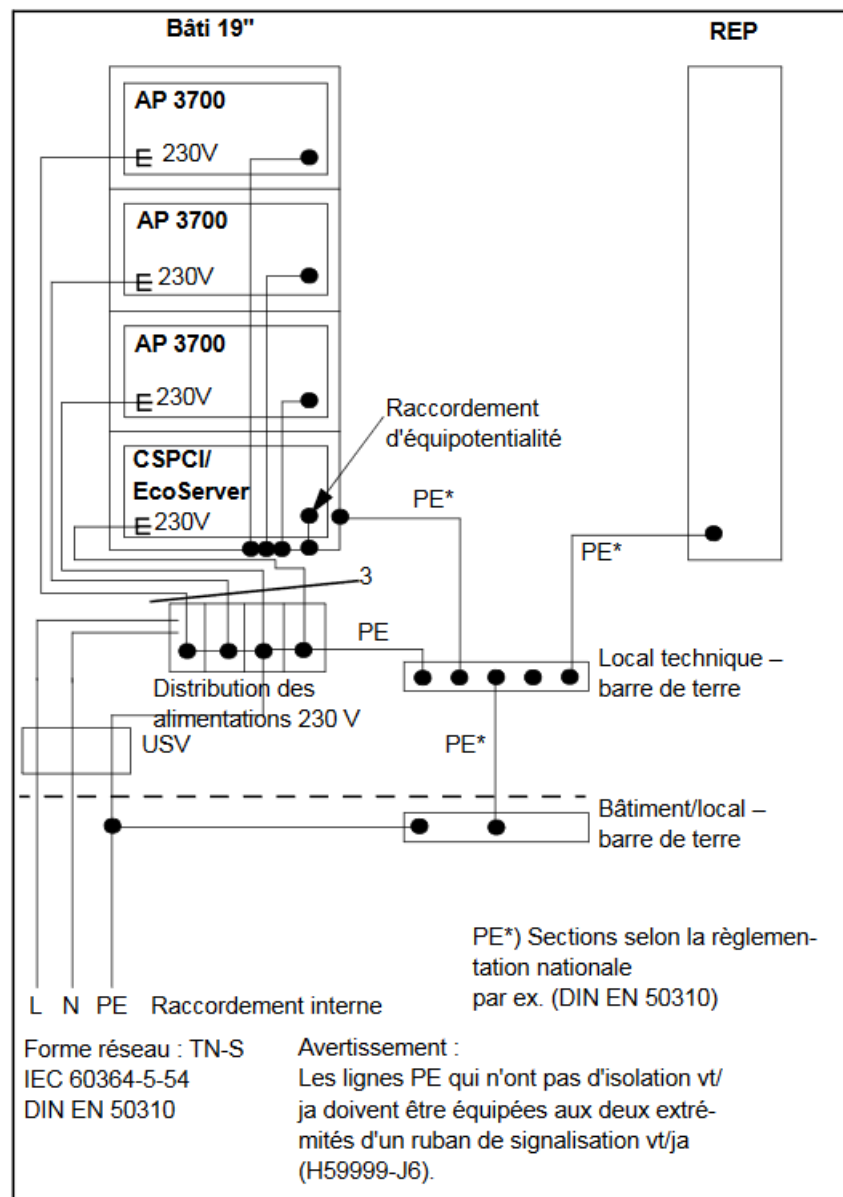 Bâti 19"
REP
AP 3700
230V
AP 3700
230V
AP 3700
230V
Raccordement
d'équipotentialité
CSPCI/
EcoServer
230V
PE*
PE*
3
PE
Local technique –
barre de terre
Distribution des
alimentations 230 V
USV
PE*
Bâtiment/local –
barre de terre
PE*) Sections selon la règlemen-
tation nationale
par ex. (DIN EN 50310)
L N PE Raccordement interne
Forme réseau : TN-S
IEC 60364-5-54
DIN EN 50310
Avertissement :
Les lignes PE qui n'ont pas d'isolation vt/
ja doivent être équipées aux deux extré-
mités d'un ruban de signalisation vt/ja
(H59999-J6).